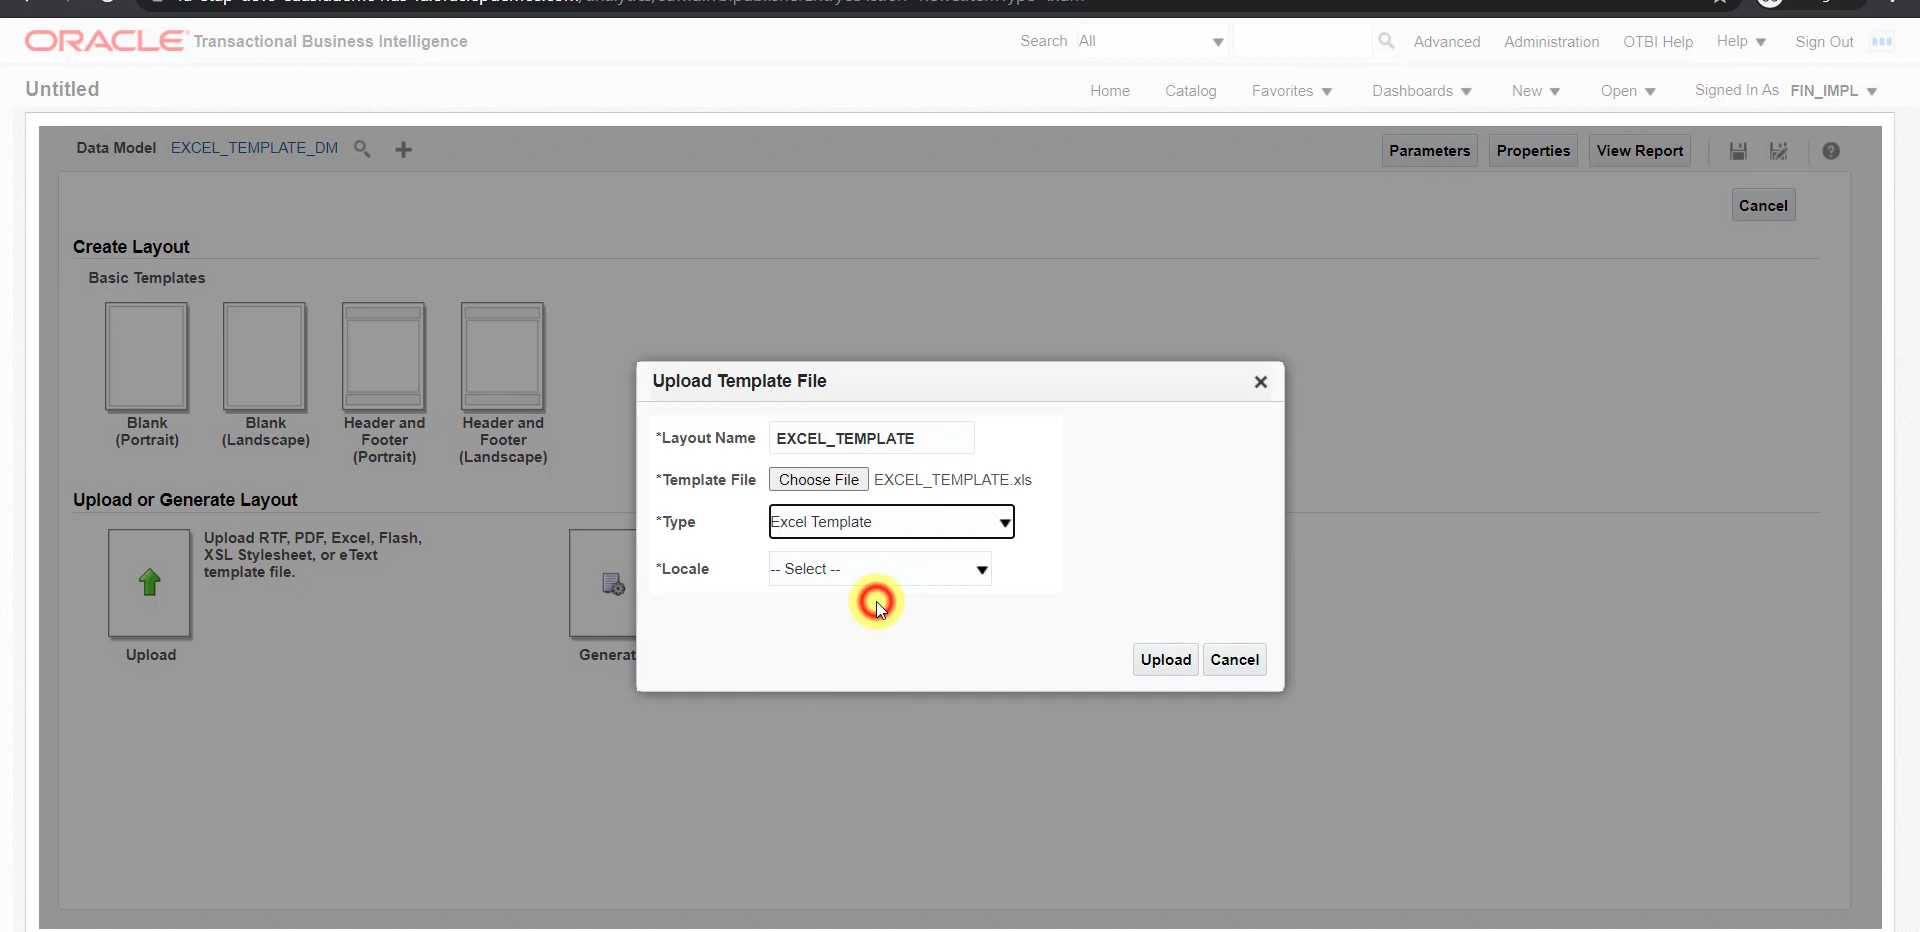 ORACLE Transactional Business Intelligence
Search All Advanced Administration OTBI Help Help Sign Out
Untitled
Home Catalog Favorites Dashboards New Open Signed In As FIN_IMPL
Data Model EXCEL_TEMPLATE_DM Parameters Properties View Report
Cancel
Create Layout
Basic Templates
Blank
(Portrait)
Blank
(Landscape)
Header and
Footer
(Portrait)
Header and
Footer
(Landscape)
Upload or Generate Layout
Upload RTF, PDF, Excel, Flash,
XSL Stylesheet, or eText
template file.
Upload
Generat
Upload Template File
*Layout Name EXCEL_TEMPLATE
*Template File Choose File EXCEL_TEMPLATE.xls
*Type Excel Template
*Locale -- Select --
Upload Cancel